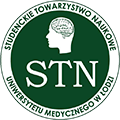 STUDENCKIE TOWARZYSTWO NAUKOWE
STN
UNIWERSYTETU MEDYCZNEGO W ŁODZI